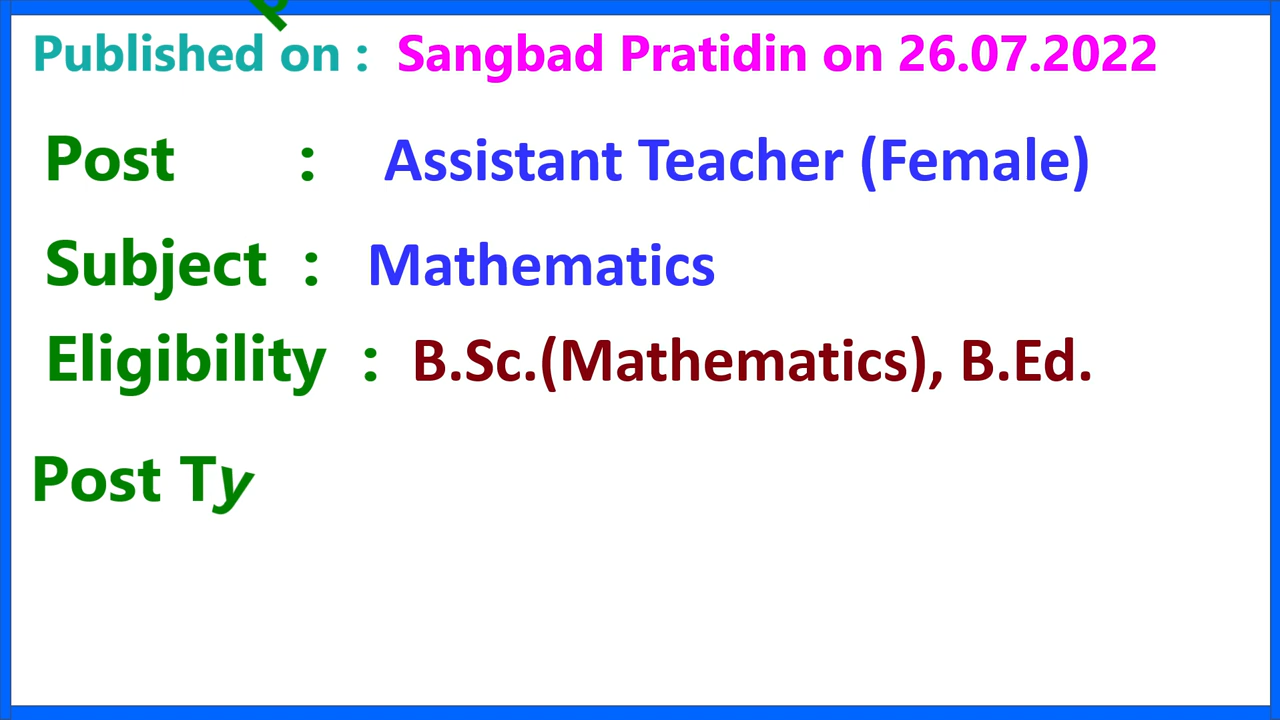 Published on : Sangbad Pratidin on 26.07.2022
Post : Assistant Teacher (Female)
Subject : Mathematics
Eligibility : B.Sc.(Mathematics), B.Ed.
Post Ty